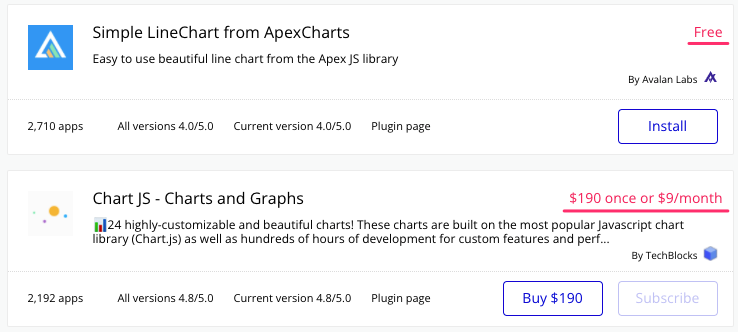 Simple LineChart from ApexCharts
Free
Easy to use beautiful line chart from the Apex JS library
By Avalan Labs
2,710 apps All versions 4.0/5.0 Current version 4.0/5.0 Plugin page
Install
Chart JS - Charts and Graphs
$190 once or $9/month
📊24 highly-customizable and beautiful charts! These charts are built on the most popular Javascript chart
library (Chart.js) as well as hundreds of hours of development for custom features and perf...
By TechBlocks
2,192 apps All versions 4.8/5.0 Current version 4.8/5.0 Plugin page
Buy $190
Subscribe